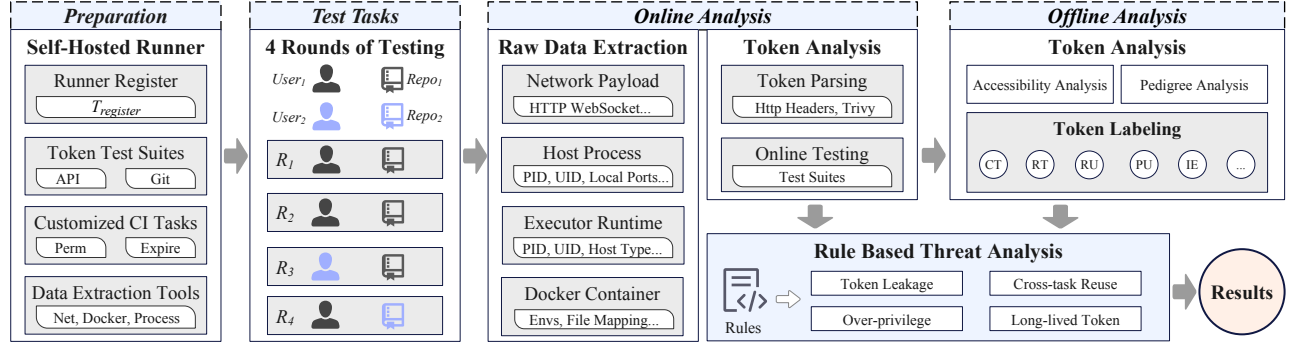 Preparation
Self-Hosted Runner
Runner Register
T_register
Token Test Suites
API Git
Customized CI Tasks
Perm Expire
Data Extraction Tools
Net, Docker, Process
Test Tasks
4 Rounds of Testing
User₁ Repo₁
User₂ Repo₂
R₁
R₂
R₃
R₄
Online Analysis
Raw Data Extraction
Network Payload
HTTP WebSocket...
Host Process
PID, UID, Local Ports...
Executor Runtime
PID, UID, Host Type...
Docker Container
Envs, File Mapping...
Token Analysis
Token Parsing
Http Headers, Trivy
Online Testing
Test Suites
Offline Analysis
Token Analysis
Accessibility Analysis Pedigree Analysis
Token Labeling
CT RT RU PU IE ...
Rule Based Threat Analysis
Rules
Token Leakage Cross-task Reuse
Over-privilege Long-lived Token
Results